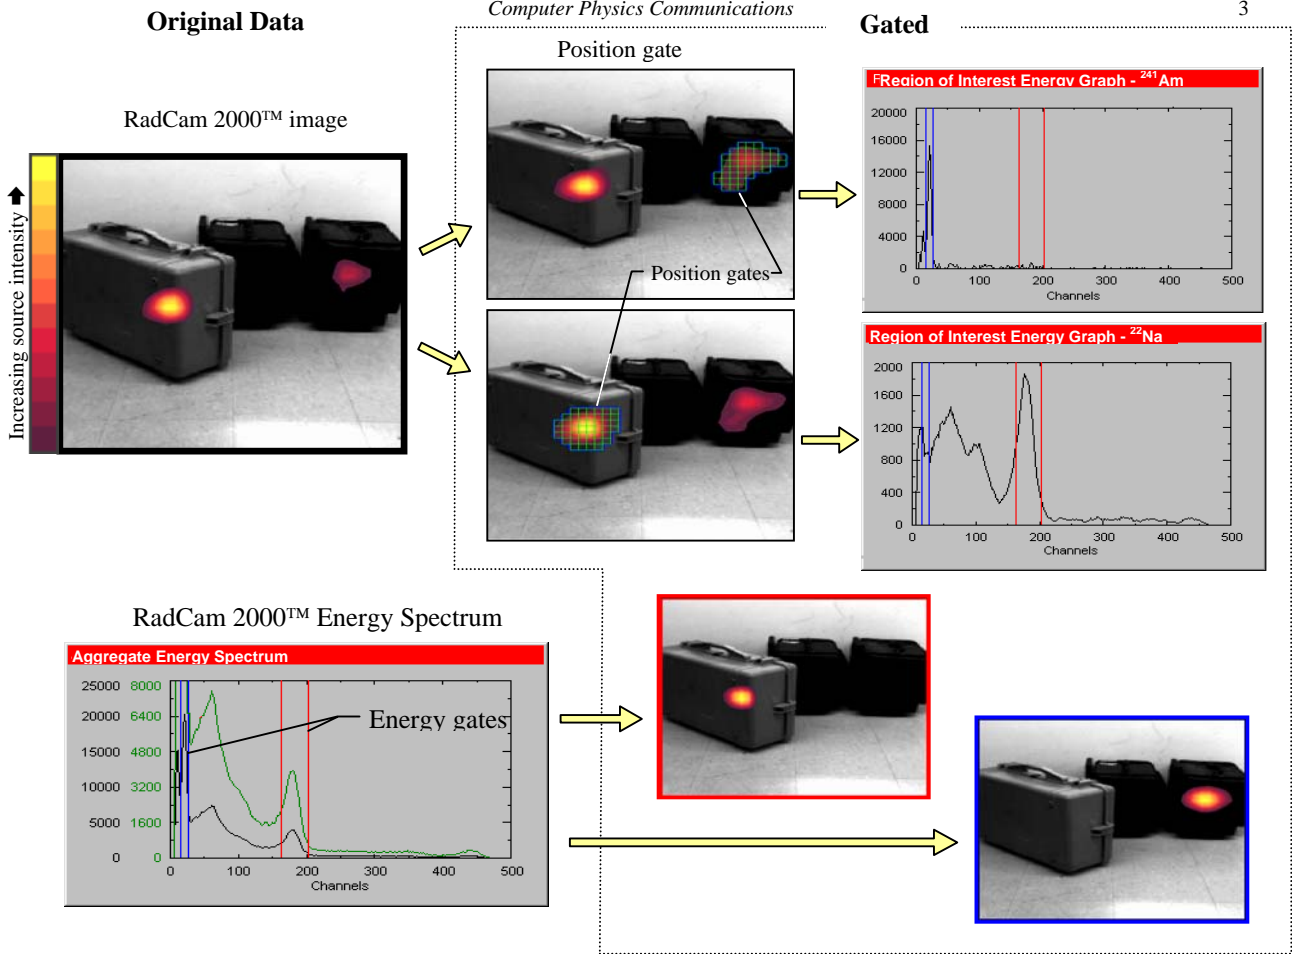 Computer Physics Communications
3
Original Data
Gated
Position gate
RadCam 2000™ image
Increasing source intensity ➔
Position gates
FRegion of Interest Energy Graph - ²⁴¹Am
20000
16000
12000
8000
4000
0
0 100 200 300 400 500
Channels
Region of Interest Energy Graph - ²²Na
2000
1600
1200
800
400
0
0 100 200 300 400 500
Channels
RadCam 2000™ Energy Spectrum
Aggregate Energy Spectrum
25000 8000
20000 6400
15000 4800
10000 3200
5000 1600
0 0
0 100 200 300 400 500
Channels
Energy gates